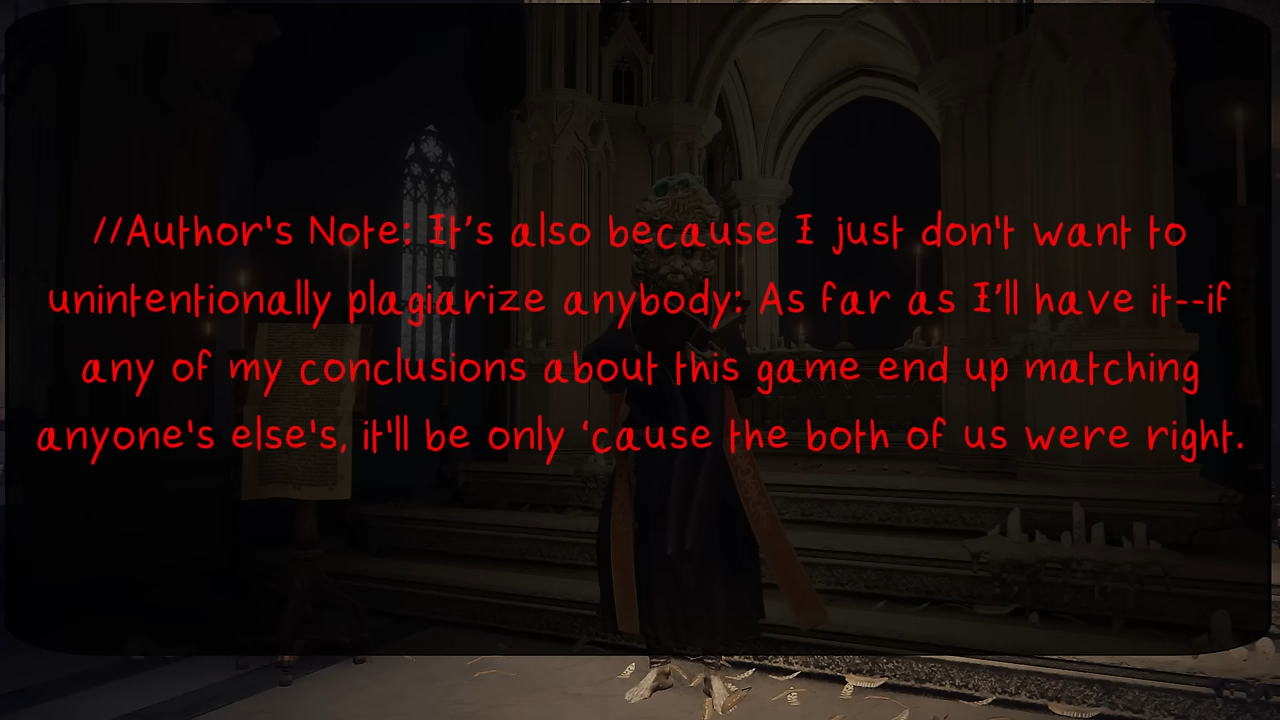 //Author's Note: It's also because I just don't want to
unintentionally plagiarize anybody: As far as I'll have it--if
any of my conclusions about this game end up matching
anyone's else's, it'll be only ‘cause the both of us were right.